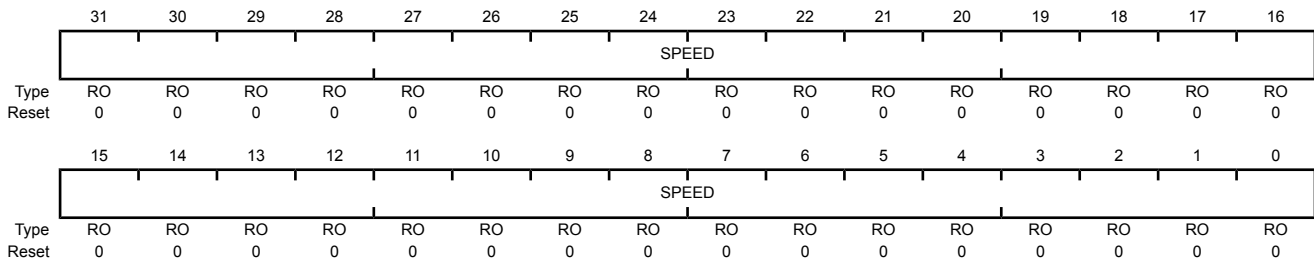 31 30 29 28 27 26 25 24 23 22 21 20 19 18 17 16
SPEED
Type RO RO RO RO RO RO RO RO RO RO RO RO RO RO RO RO
Reset 0 0 0 0 0 0 0 0 0 0 0 0 0 0 0 0
15 14 13 12 11 10 9 8 7 6 5 4 3 2 1 0
SPEED
Type RO RO RO RO RO RO RO RO RO RO RO RO RO RO RO RO
Reset 0 0 0 0 0 0 0 0 0 0 0 0 0 0 0 0